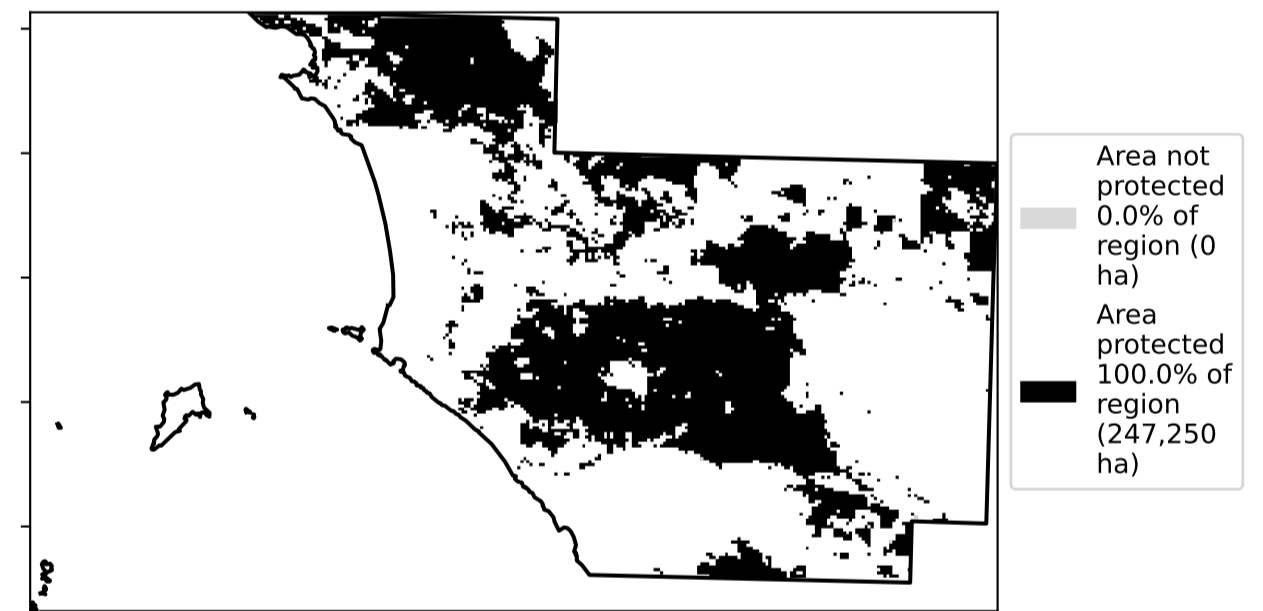 Area not
protected
0.0% of
region (0
ha)
Area
protected
100.0% of
region
(247,250
ha)